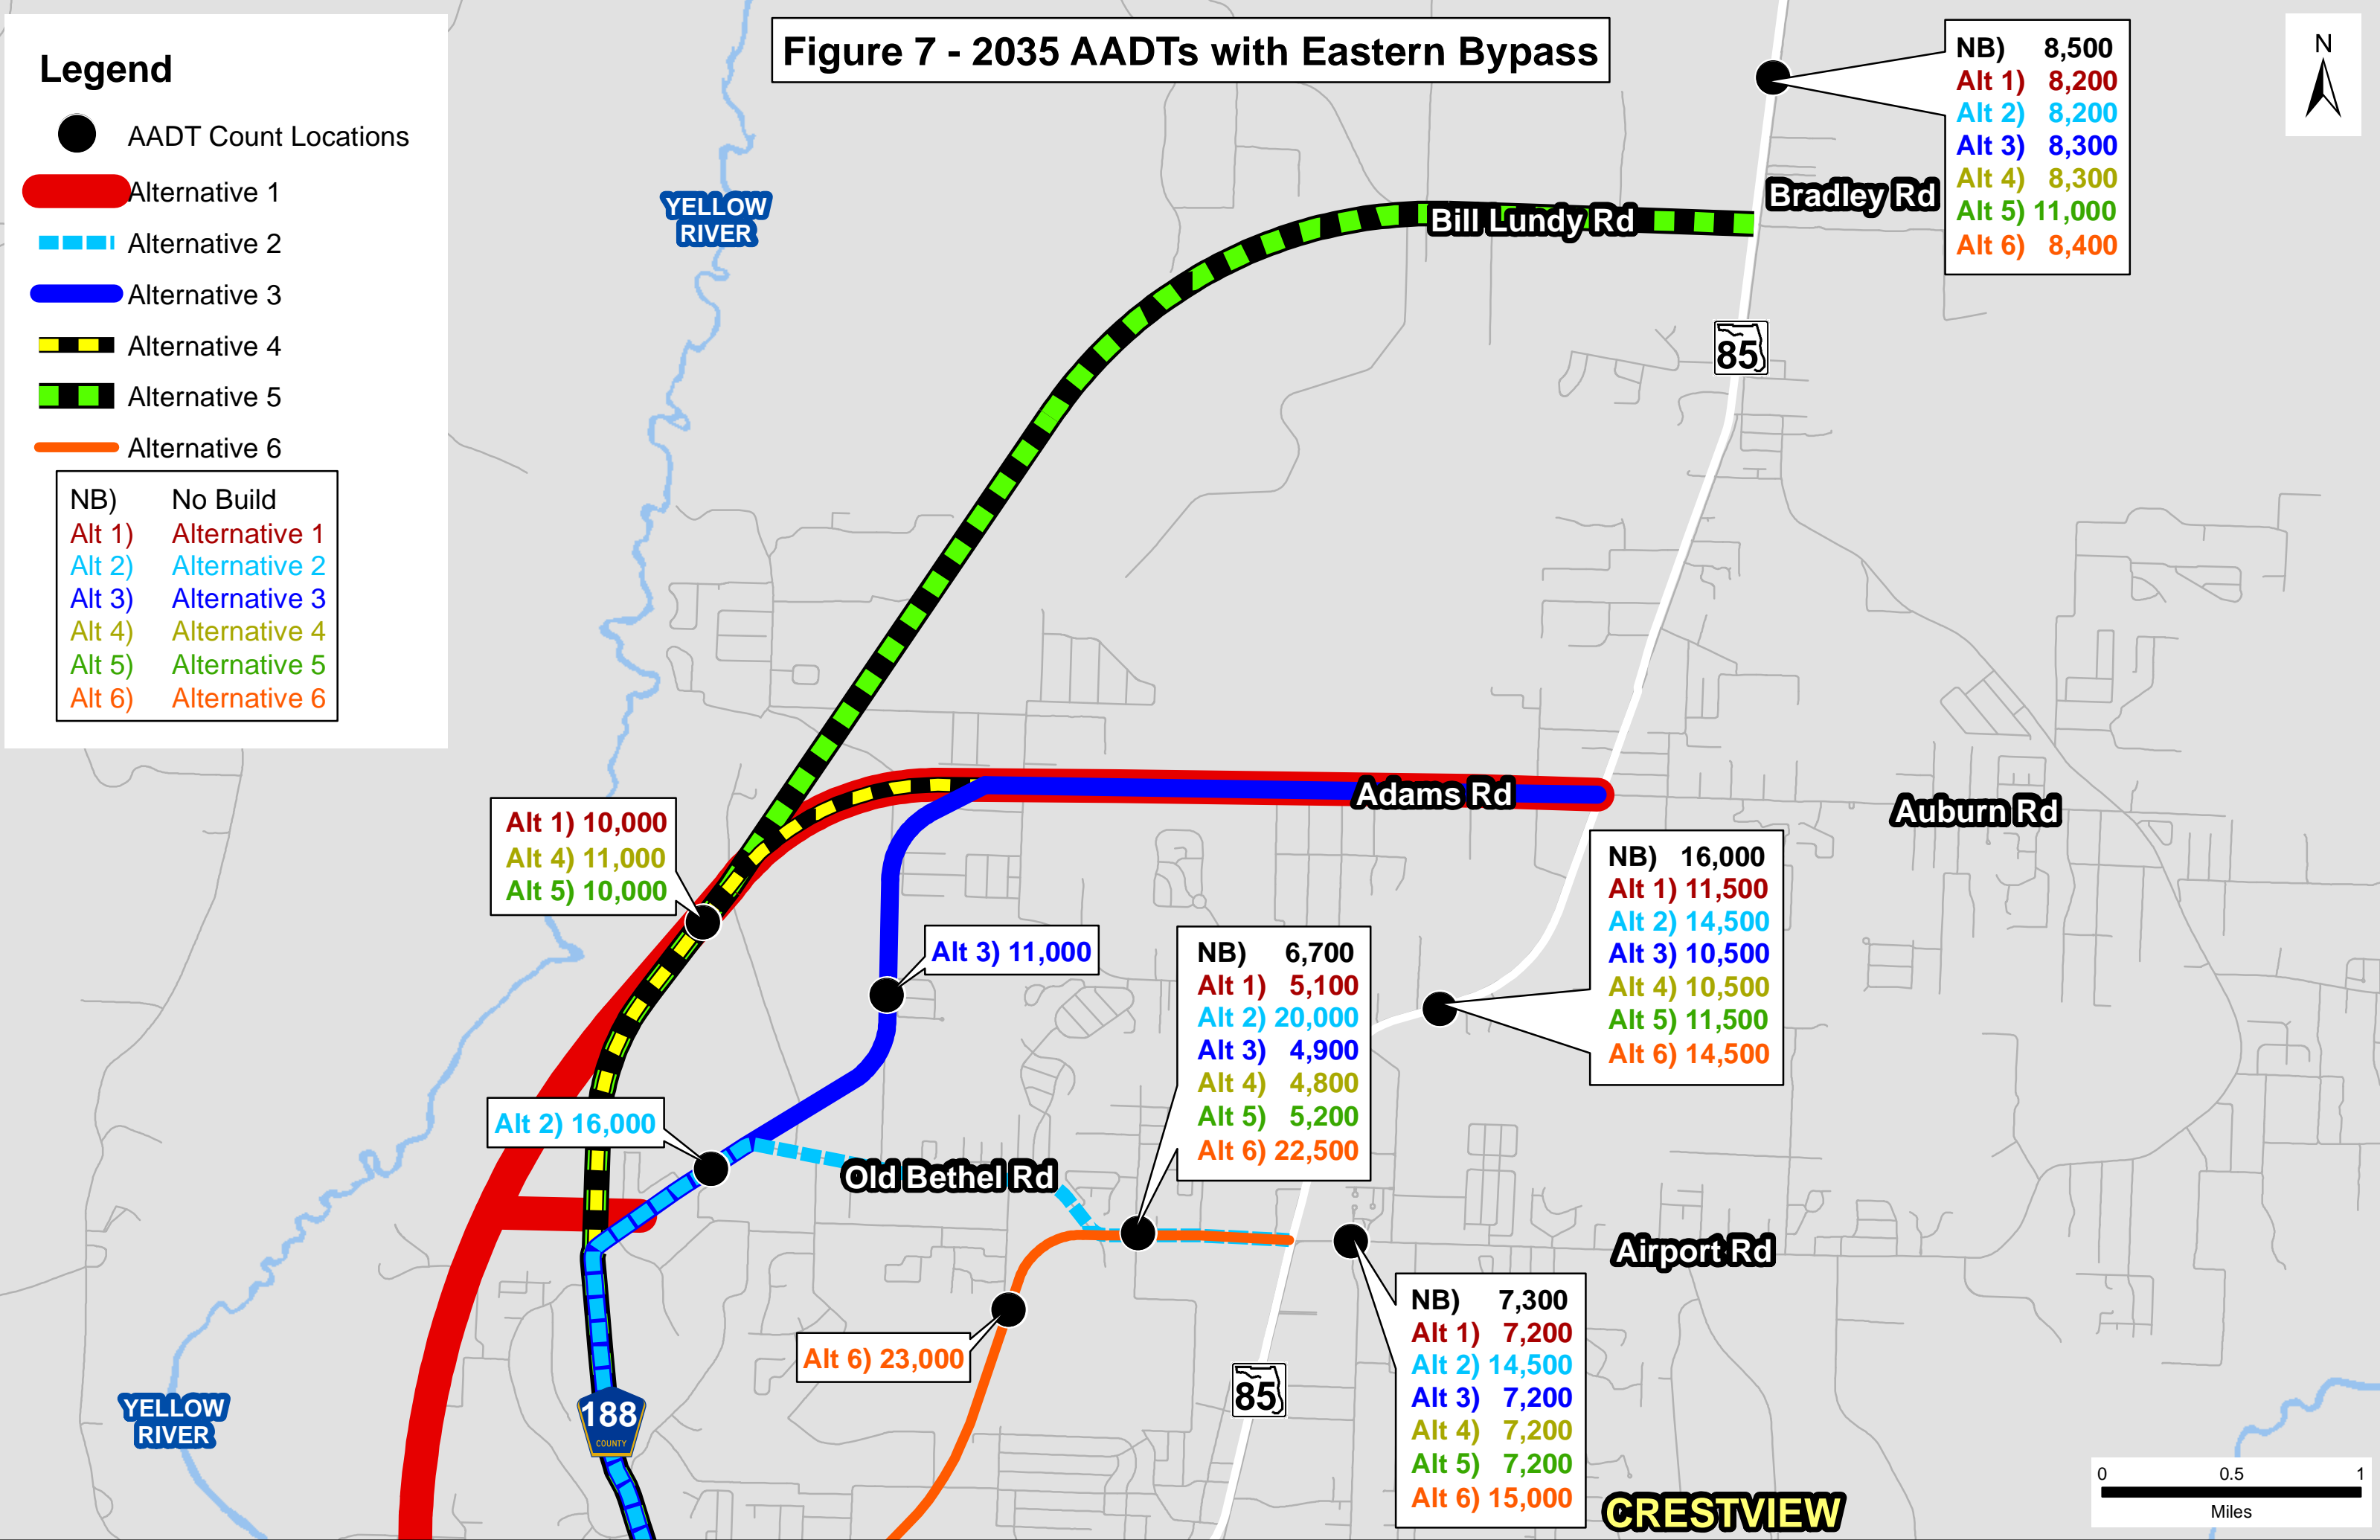 Figure 7 - 2035 AADTs with Eastern Bypass
Legend
AADT Count Locations
Alternative 1
Alternative 2
Alternative 3
Alternative 4
Alternative 5
Alternative 6
NB) No Build
Alt 1) Alternative 1
Alt 2) Alternative 2
Alt 3) Alternative 3
Alt 4) Alternative 4
Alt 5) Alternative 5
Alt 6) Alternative 6
YELLOW
RIVER
NB) 8,500
Alt 1) 8,200
Alt 2) 8,200
Alt 3) 8,300
Alt 4) 8,300
Alt 5) 11,000
Alt 6) 8,400
N
Bradley Rd
Bill Lundy Rd
85
Adams Rd
Auburn Rd
Alt 1) 10,000
Alt 4) 11,000
Alt 5) 10,000
Alt 3) 11,000
NB) 16,000
Alt 1) 11,500
Alt 2) 14,500
Alt 3) 10,500
Alt 4) 10,500
Alt 5) 11,500
Alt 6) 14,500
NB) 6,700
Alt 1) 5,100
Alt 2) 20,000
Alt 3) 4,900
Alt 4) 4,800
Alt 5) 5,200
Alt 6) 22,500
Alt 2) 16,000
Old Bethel Rd
Airport Rd
Alt 6) 23,000
NB) 7,300
Alt 1) 7,200
Alt 2) 14,500
Alt 3) 7,200
Alt 4) 7,200
Alt 5) 7,200
Alt 6) 15,000
85
188
COUNTY
YELLOW
RIVER
CRESTVIEW
0 0.5 1
Miles